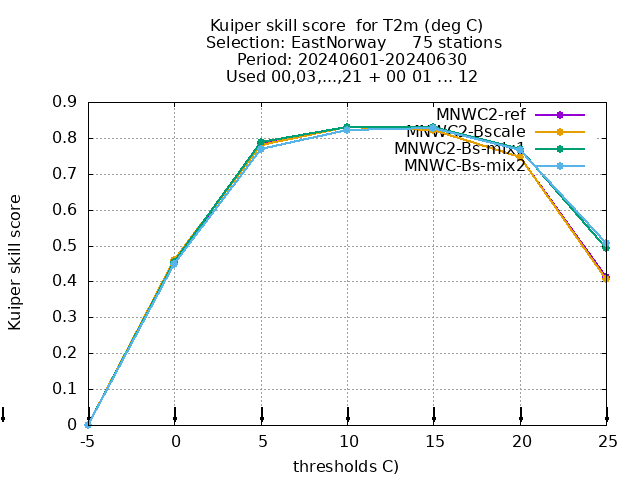 Kuiper skill score  for T2m (deg C)
Selection: EastNorway     75 stations
Period: 20240601-20240630
Used 00,03,...,21 + 00 01 ... 12
0.9
0.8
0.7
0.6
0.5
0.4
0.3
0.2
0.1
0
Kuiper skill score
MNWC2-ref
MNWC2-Bscale
MNWC2-Bs-mix1
MNWC-Bs-mix2
-5 0 5 10 15 20 25
thresholds C)